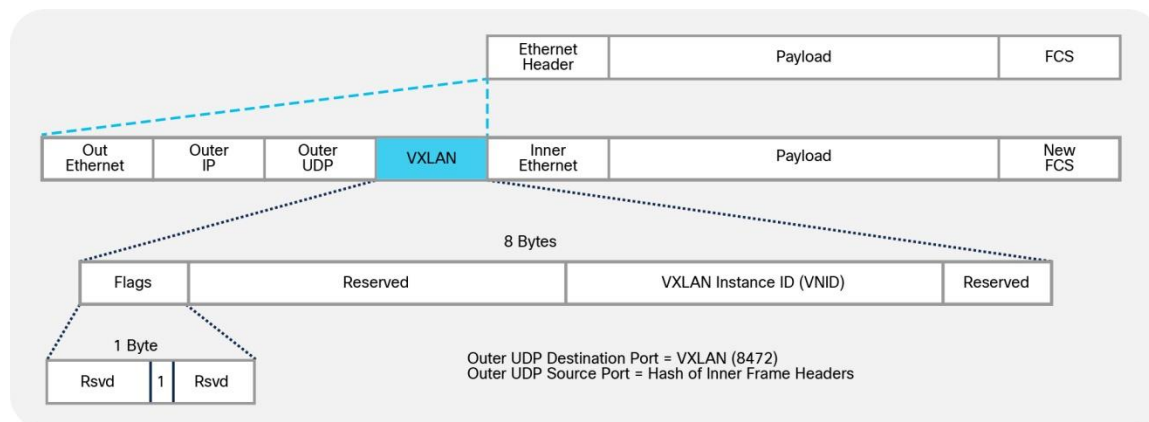 Ethernet
Header
Payload
FCS
Out
Ethernet
Outer
IP
Outer
UDP
VXLAN
Inner
Ethernet
Payload
New
FCS
8 Bytes
Flags
Reserved
VXLAN Instance ID (VNID)
Reserved
1 Byte
Rsvd
1
Rsvd
Outer UDP Destination Port = VXLAN (8472)
Outer UDP Source Port = Hash of Inner Frame Headers